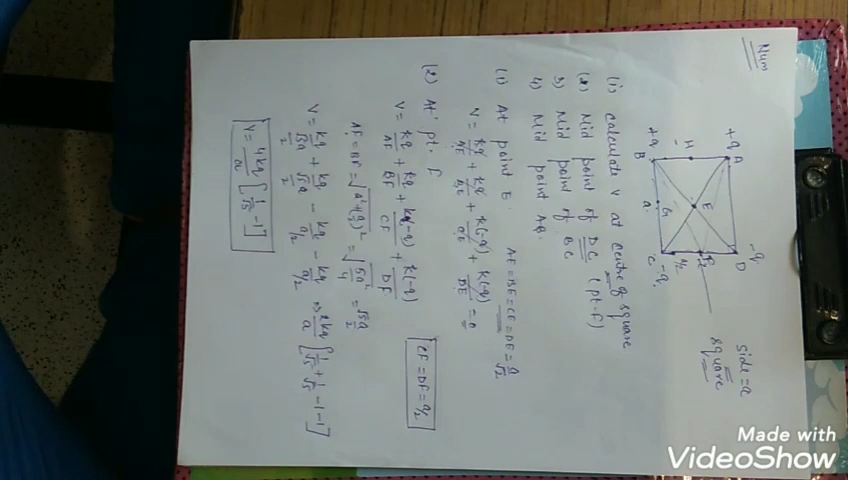 Num
+q A
-q D
H
E
F
+q B
G
a
C -q
a/2
side = a
square
(1) Calculate V at centre of square
(2) Mid point of DC (pt. F)
3) Mid point of BC
4) Mid point AB.
(1) At point E. AE = BE = CE = DE = a/√2
V = kq/AE + kq/BE + k(-q)/CE + k(-q)/DE = 0
(2) At pt. F
V = kq/AF + kq/BF + k(-q)/CF + k(-q)/DF
CF = DF = a/2
AF = BF = √(a² + (a/2)²) = √(5a²/4) = √5a/2
V = kq/(√5a/2) + kq/(√5a/2) - kq/(a/2) - kq/(a/2) ⇒ 2kq/a [1/√5 + 1/√5 - 1 - 1]
V = 4kq/a [1/√5 - 1]
Made with
VideoShow